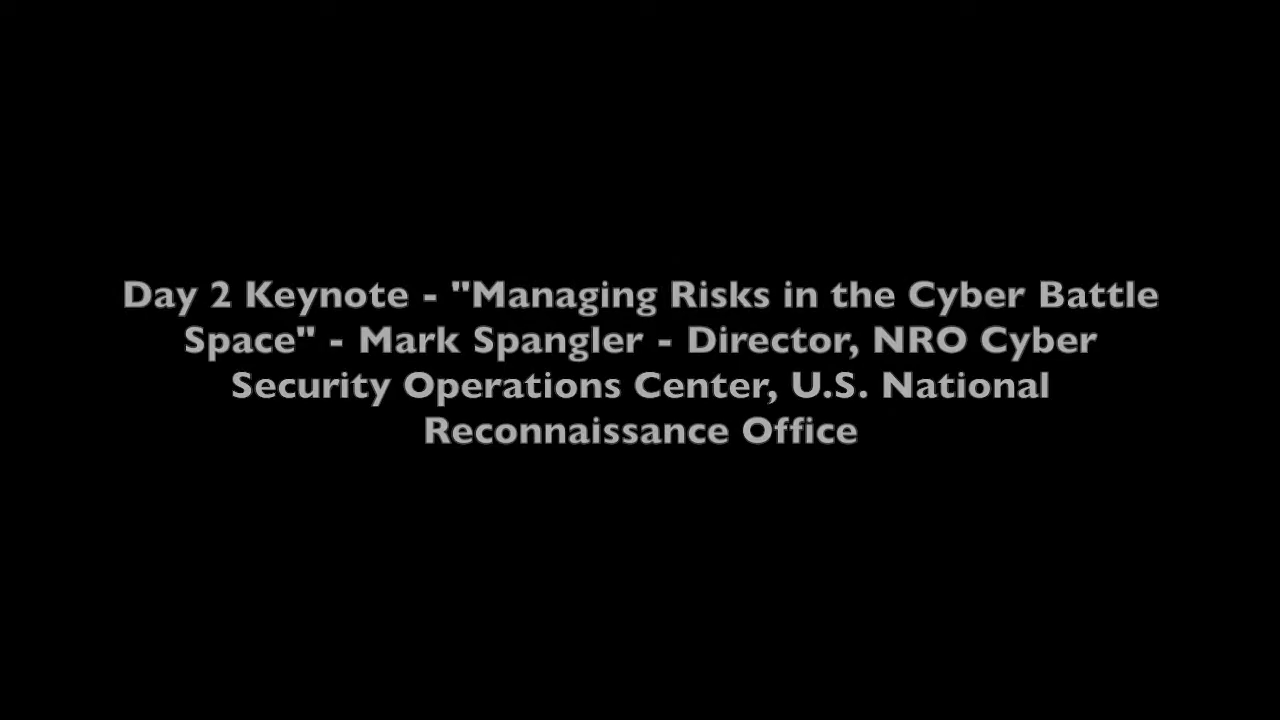 Day 2 Keynote - "Managing Risks in the Cyber Battle
Space" - Mark Spangler - Director, NRO Cyber
Security Operations Center, U.S. National
Reconnaissance Office